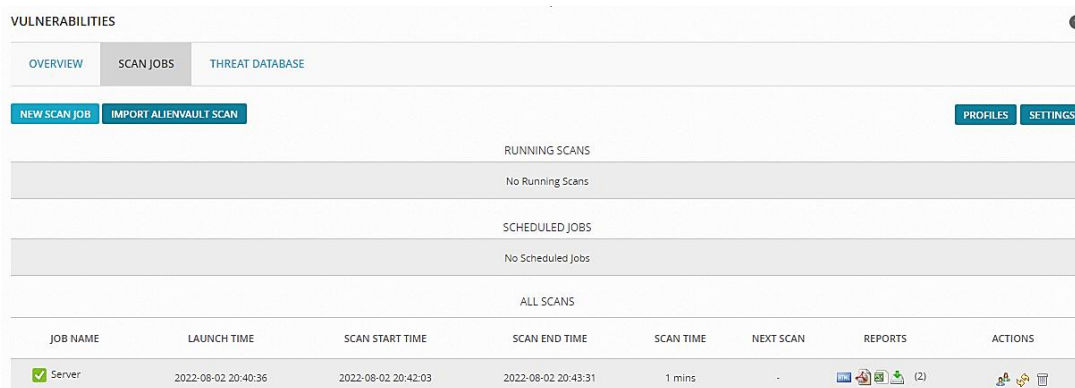 VULNERABILITIES
OVERVIEW SCAN JOBS THREAT DATABASE
NEW SCAN JOB IMPORT ALIENVAULT SCAN PROFILES SETTINGS
RUNNING SCANS
No Running Scans
SCHEDULED JOBS
No Scheduled Jobs
ALL SCANS
JOB NAME LAUNCH TIME SCAN START TIME SCAN END TIME SCAN TIME NEXT SCAN REPORTS ACTIONS
Server 2022-08-02 20:40:36 2022-08-02 20:42:03 2022-08-02 20:43:31 1 mins - HTML (2)